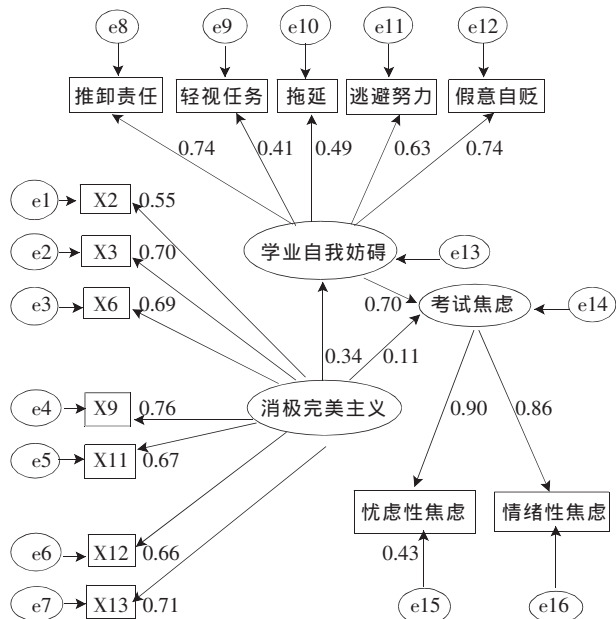 e8 e9 e10 e11 e12
推卸责任 轻视任务 拖延 逃避努力 假意自贬
0.74 0.41 0.49 0.63 0.74
e1 X2 0.55
e2 X3 0.70
学业自我妨碍 e13
e3 X6 0.69
0.70 考试焦虑 e14
0.34 0.11
e4 X9 0.76 消极完美主义
0.90 0.86
e5 X11 0.67
忧虑性焦虑 情绪性焦虑
e6 X12 0.66
0.43
e7 X13 0.71
e15 e16